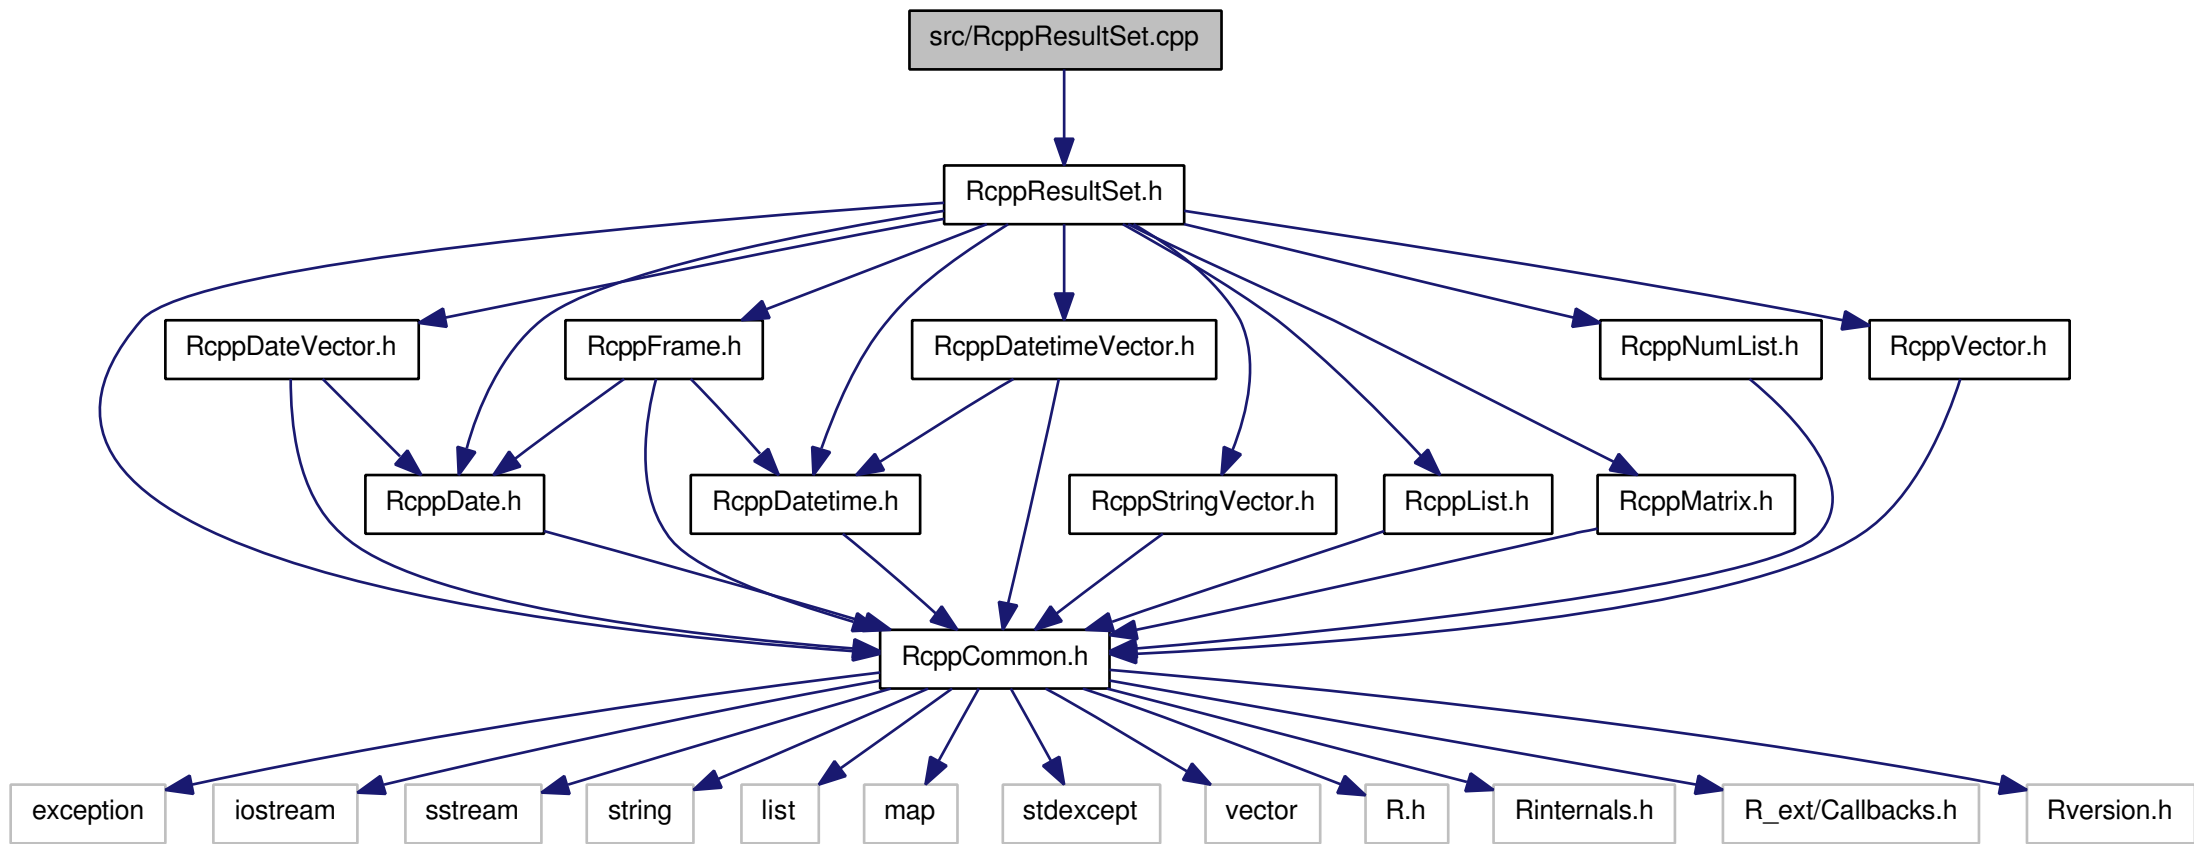 src/RcppResultSet.cpp
RcppResultSet.h
RcppDateVector.h
RcppFrame.h
RcppDatetimeVector.h
RcppNumList.h
RcppVector.h
RcppDate.h
RcppDatetime.h
RcppStringVector.h
RcppList.h
RcppMatrix.h
RcppCommon.h
exception
iostream
sstream
string
list
map
stdexcept
vector
R.h
Rinternals.h
R_ext/Callbacks.h
Rversion.h